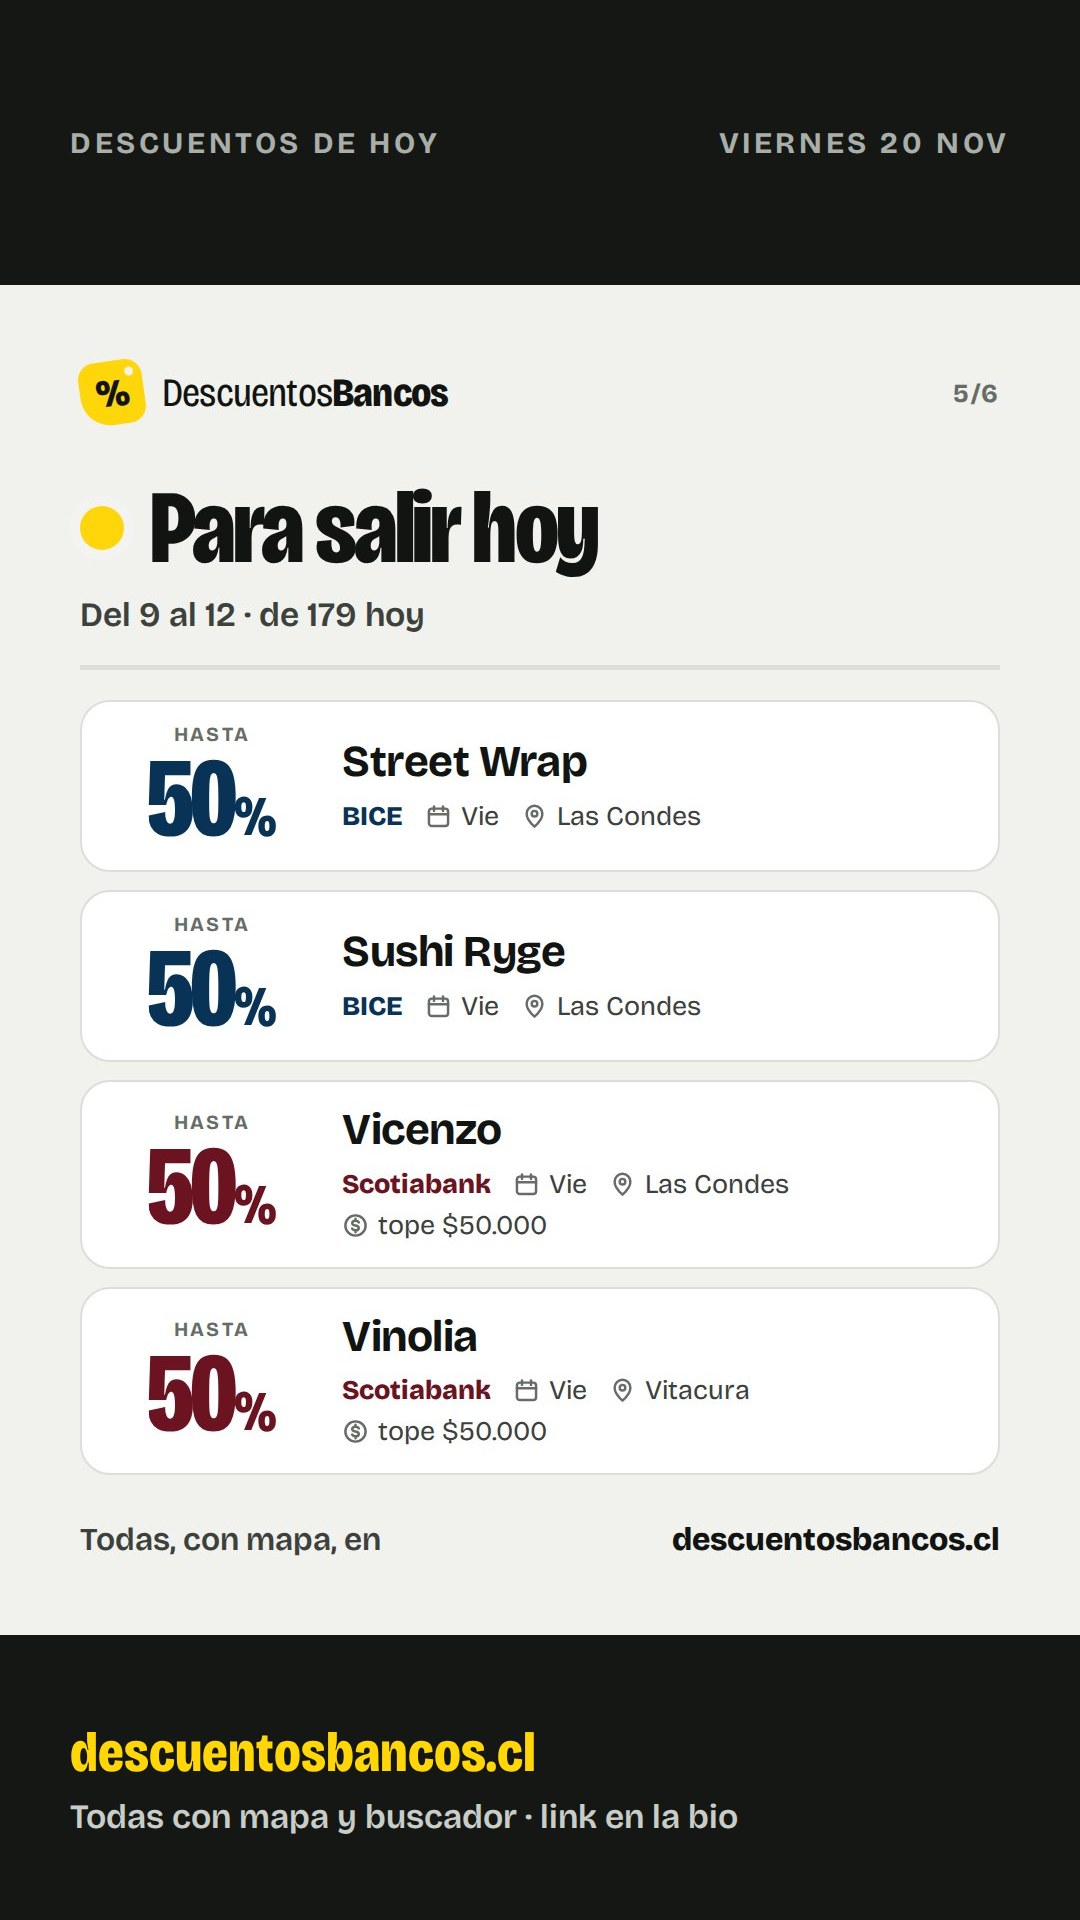 DESCUENTOS DE HOY
VIERNES 20 NOV
%
DescuentosBancos
5/6
Para salir hoy
Del 9 al 12 · de 179 hoy
HASTA
50%
Street Wrap
BICE Vie Las Condes
HASTA
50%
Sushi Ryge
BICE Vie Las Condes
HASTA
50%
Vicenzo
Scotiabank Vie Las Condes
tope $50.000
HASTA
50%
Vinolia
Scotiabank Vie Vitacura
tope $50.000
Todas, con mapa, en
descuentosbancos.cl
descuentosbancos.cl
Todas con mapa y buscador · link en la bio